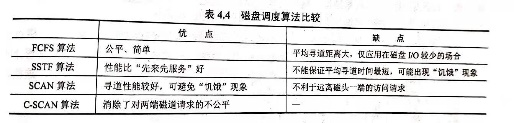 表 4.4 磁盘调度算法比较
优 点 缺 点
FCFS 算法 公平、简单 平均寻道距离大，仅应用在磁盘 I/O 较少的场合
SSTF 算法 性能比“先来先服务”好 不能保证平均寻道时间最短，可能出现“饥饿”现象
SCAN 算法 寻道性能较好，可避免“饥饿”现象 不利于远离磁头一端的访问请求
C-SCAN 算法 消除了对两端磁道请求的不公平 —